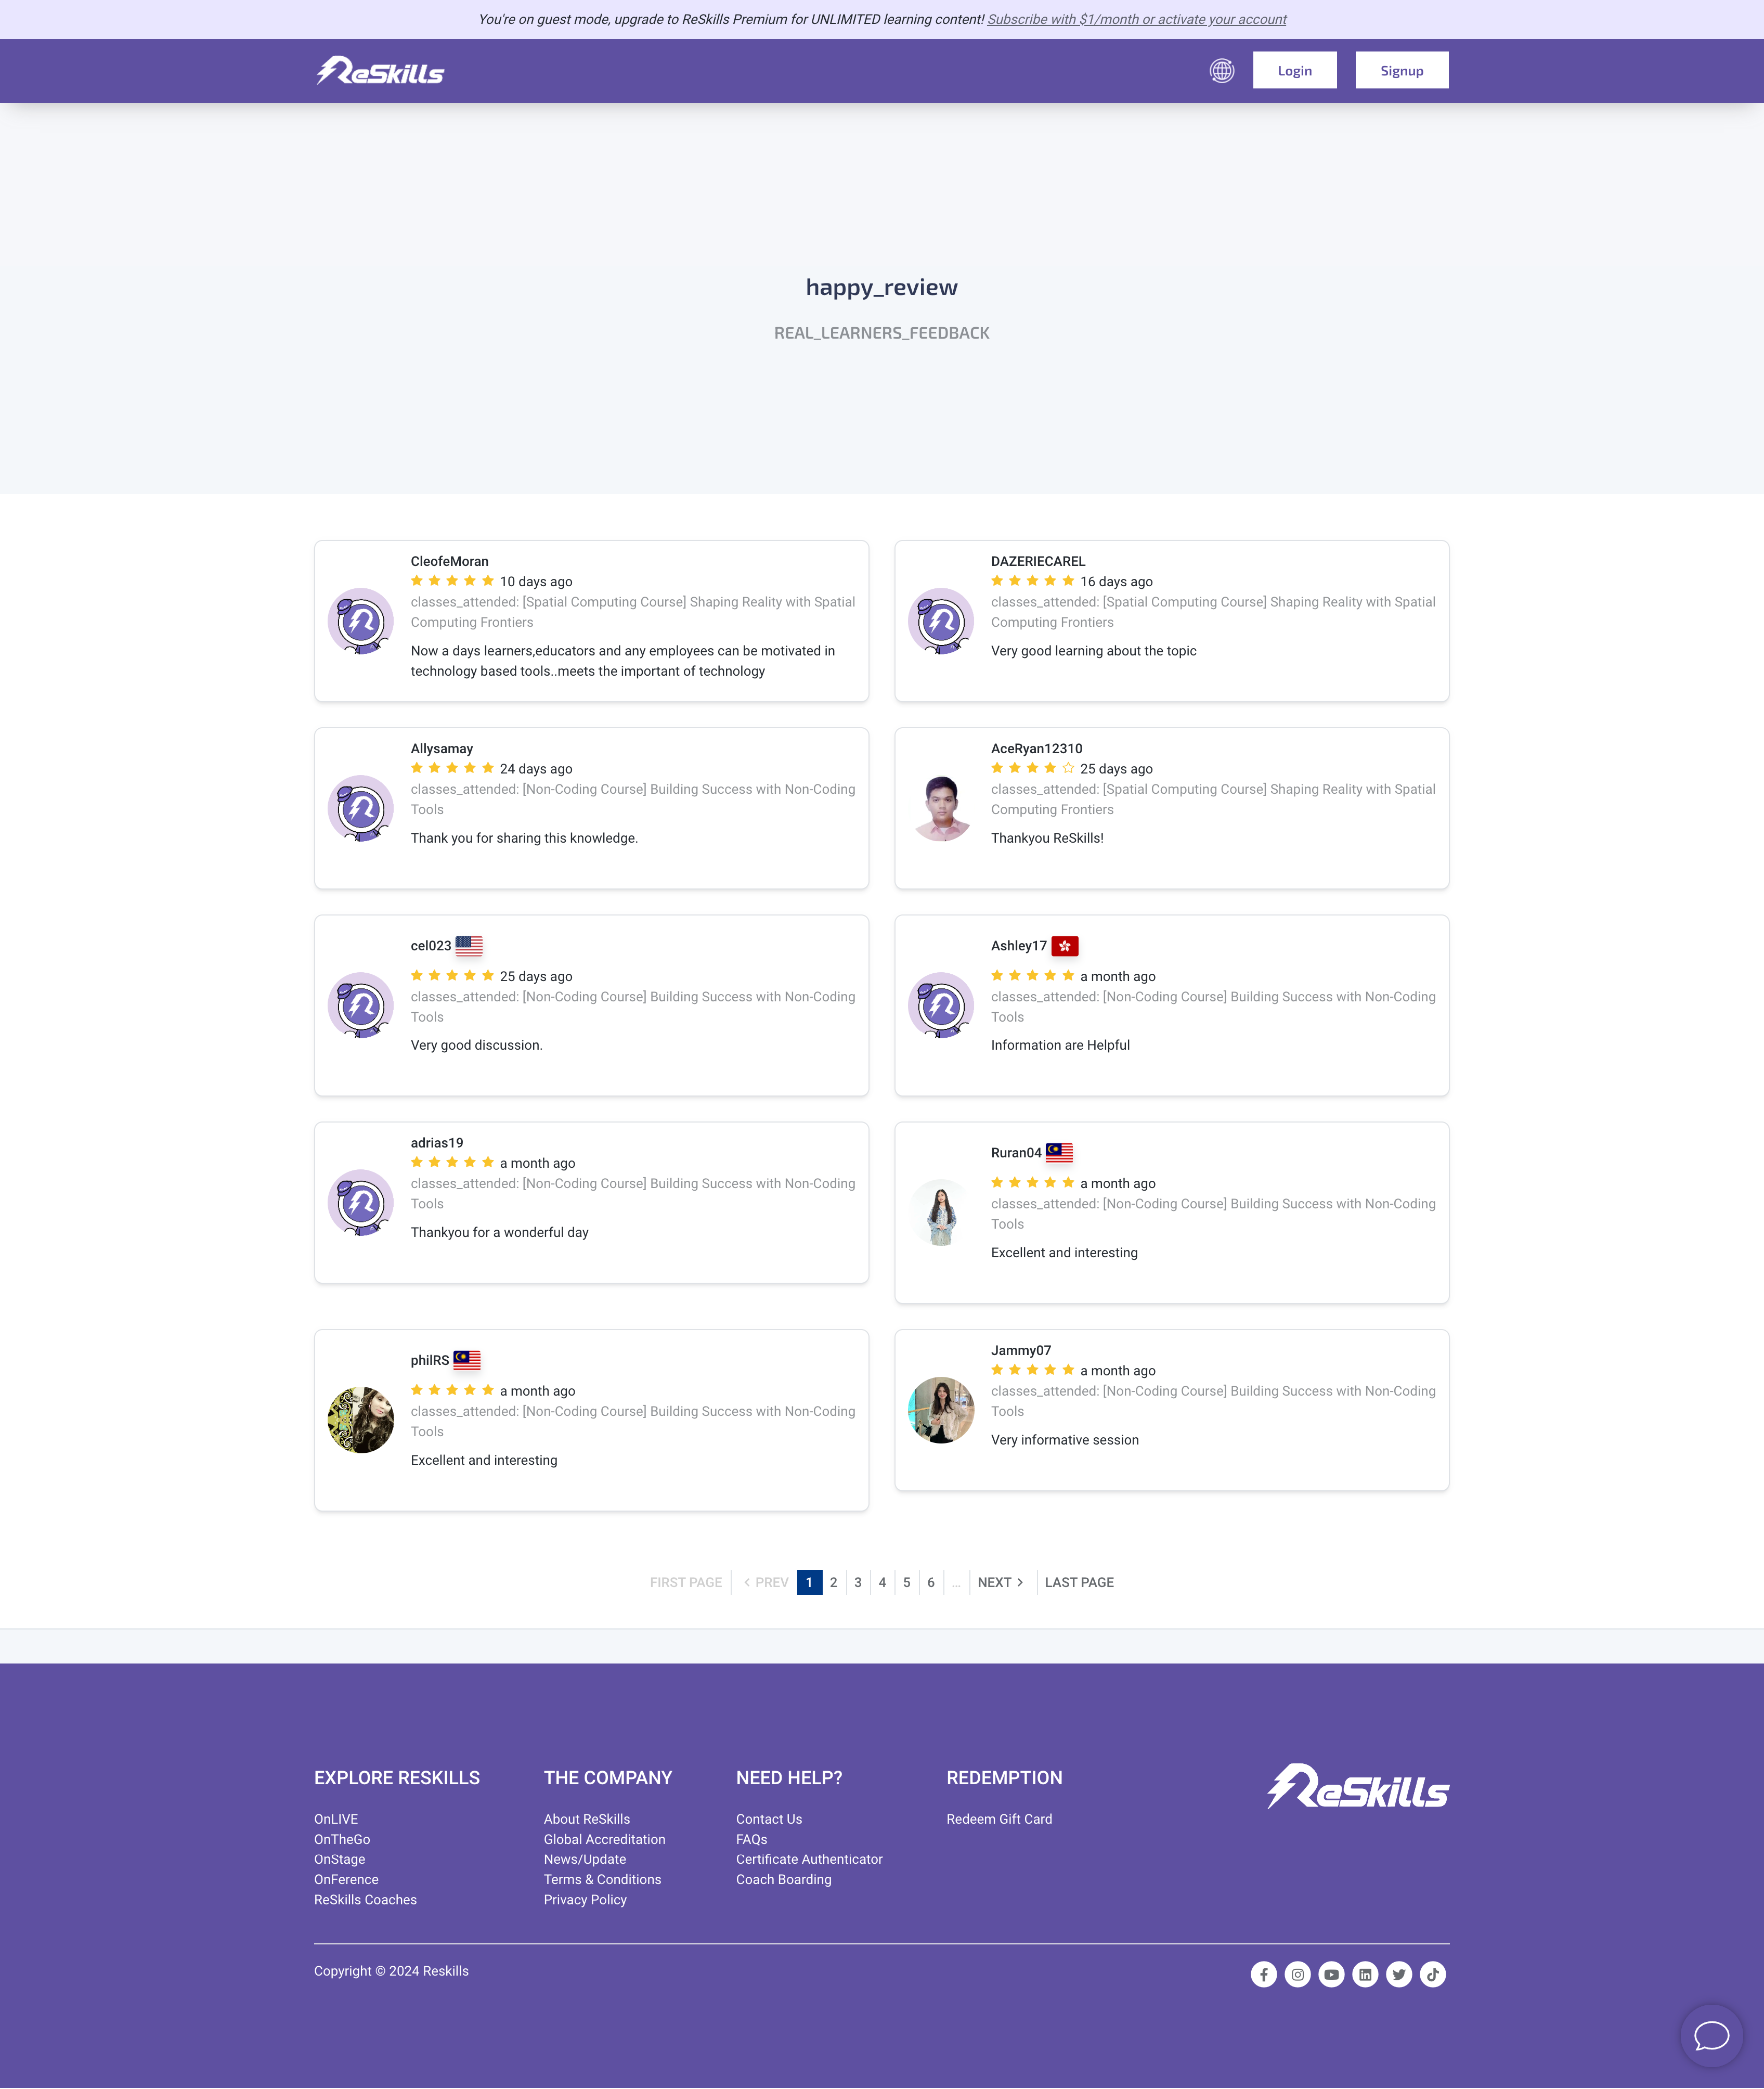 You're on guest mode, upgrade to ReSkills Premium for UNLIMITED learning content! Subscribe with $1/month or activate your account
ReSkills
Login
Signup
happy_review
REAL_LEARNERS_FEEDBACK
CleofeMoran
10 days ago
classes_attended: [Spatial Computing Course] Shaping Reality with Spatial
Computing Frontiers
Now a days learners,educators and any employees can be motivated in
technology based tools..meets the important of technology
DAZERIECAREL
16 days ago
classes_attended: [Spatial Computing Course] Shaping Reality with Spatial
Computing Frontiers
Very good learning about the topic
Allysamay
24 days ago
classes_attended: [Non-Coding Course] Building Success with Non-Coding
Tools
Thank you for sharing this knowledge.
AceRyan12310
25 days ago
classes_attended: [Spatial Computing Course] Shaping Reality with Spatial
Computing Frontiers
Thankyou ReSkills!
cel023
25 days ago
classes_attended: [Non-Coding Course] Building Success with Non-Coding
Tools
Very good discussion.
Ashley17
a month ago
classes_attended: [Non-Coding Course] Building Success with Non-Coding
Tools
Information are Helpful
adrias19
a month ago
classes_attended: [Non-Coding Course] Building Success with Non-Coding
Tools
Thankyou for a wonderful day
Ruran04
a month ago
classes_attended: [Non-Coding Course] Building Success with Non-Coding
Tools
Excellent and interesting
philRS
a month ago
classes_attended: [Non-Coding Course] Building Success with Non-Coding
Tools
Excellent and interesting
Jammy07
a month ago
classes_attended: [Non-Coding Course] Building Success with Non-Coding
Tools
Very informative session
FIRST PAGE PREV 1 2 3 4 5 6 ... NEXT LAST PAGE
EXPLORE RESKILLS
OnLIVE
OnTheGo
OnStage
OnFerence
ReSkills Coaches
THE COMPANY
About ReSkills
Global Accreditation
News/Update
Terms & Conditions
Privacy Policy
NEED HELP?
Contact Us
FAQs
Certificate Authenticator
Coach Boarding
REDEMPTION
Redeem Gift Card
ReSkills
Copyright © 2024 Reskills